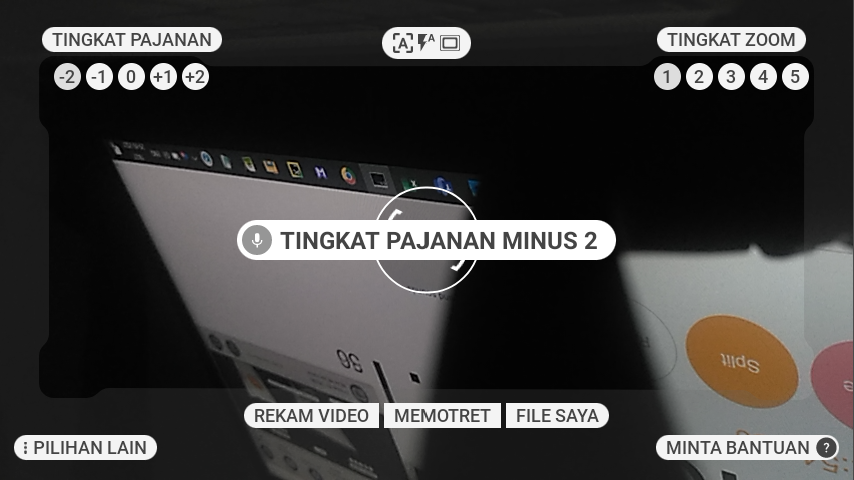 TINGKAT PAJANAN
-2 -1 0 +1 +2
A
A
TINGKAT ZOOM
1 2 3 4 5
TINGKAT PAJANAN MINUS 2
96
Split
REKAM VIDEO
MEMOTRET
FILE SAYA
PILIHAN LAIN
MINTA BANTUAN ?